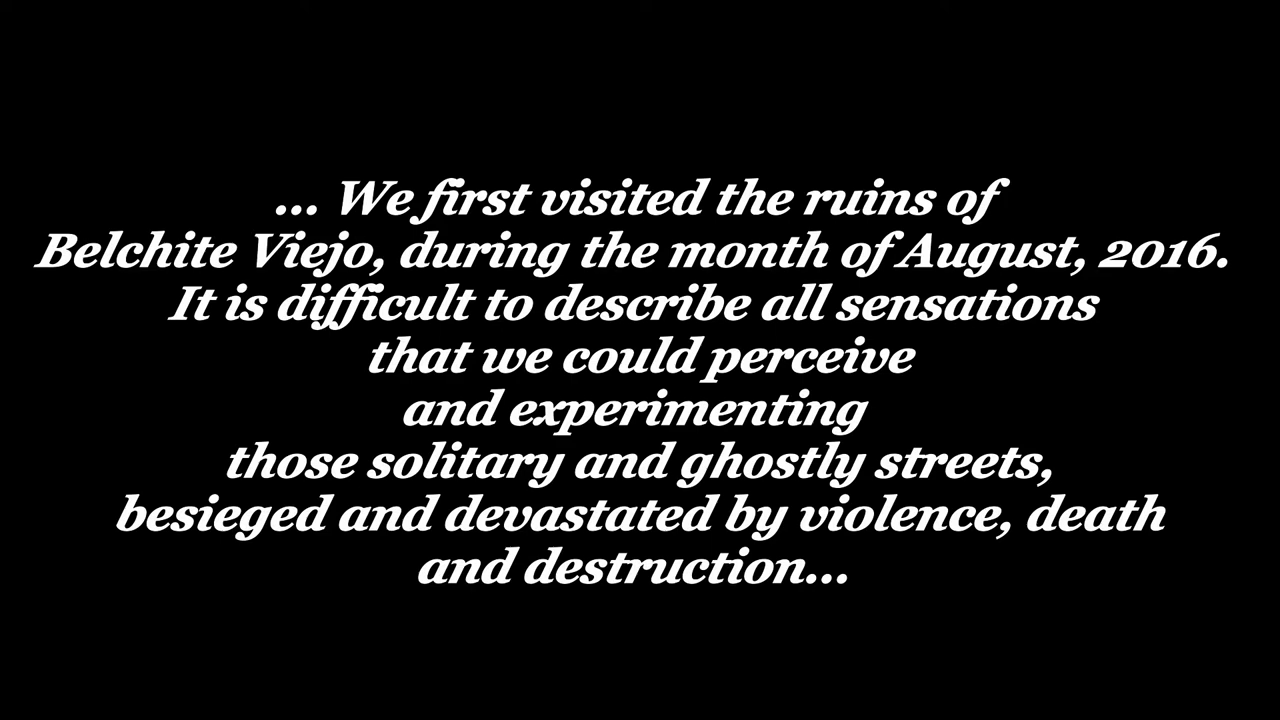 ... We first visited the ruins of
Belchite Viejo, during the month of August, 2016.
It is difficult to describe all sensations
that we could perceive
and experimenting
those solitary and ghostly streets,
besieged and devastated by violence, death
and destruction...